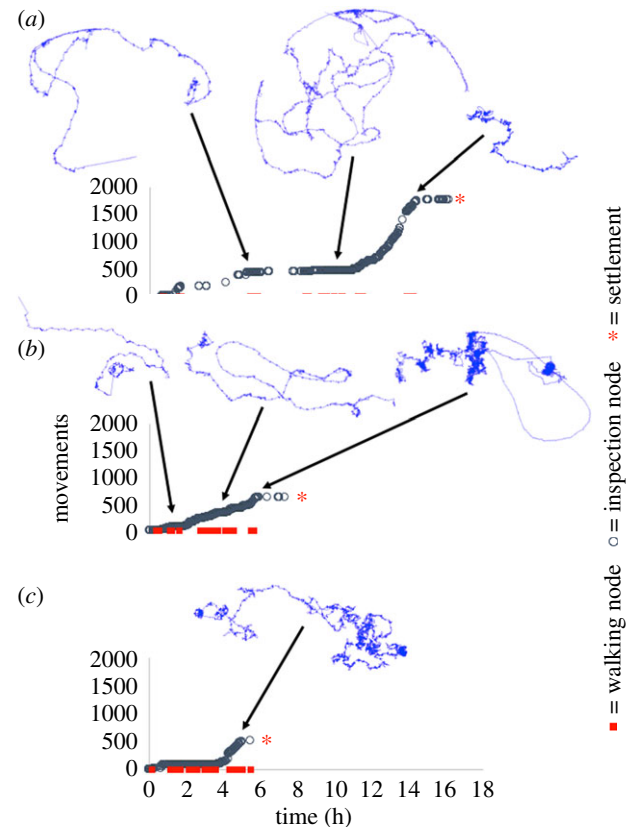 (a)
2000
1500
1000
500
0
(b)
2000
1500
1000
500
0
movements
(c)
2000
1500
1000
500
0
0 2 4 6 8 10 12 14 16 18
time (h)
■ = walking node ○ = inspection node * = settlement